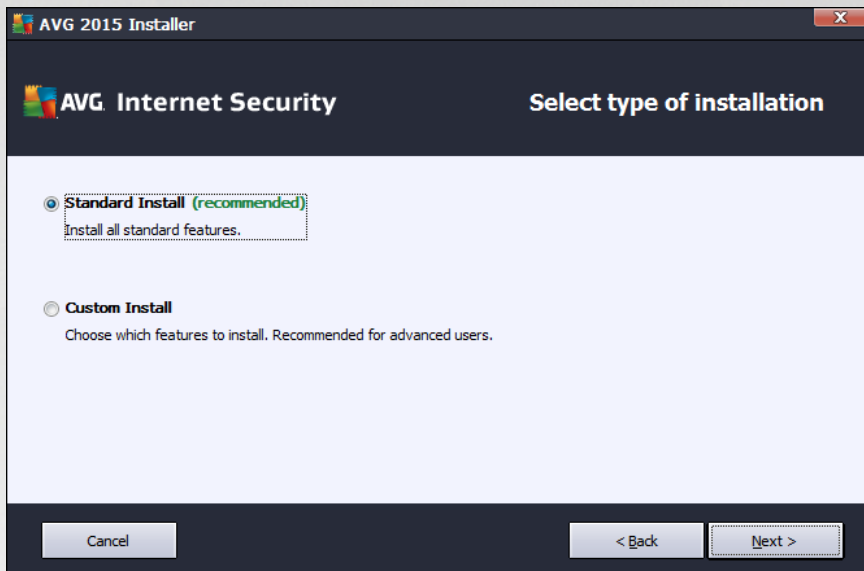 AVG 2015 Installer
AVG. Internet Security
Select type of installation
Standard Install (recommended)
Install all standard features.
Custom Install
Choose which features to install. Recommended for advanced users.
Cancel
< Back
Next >